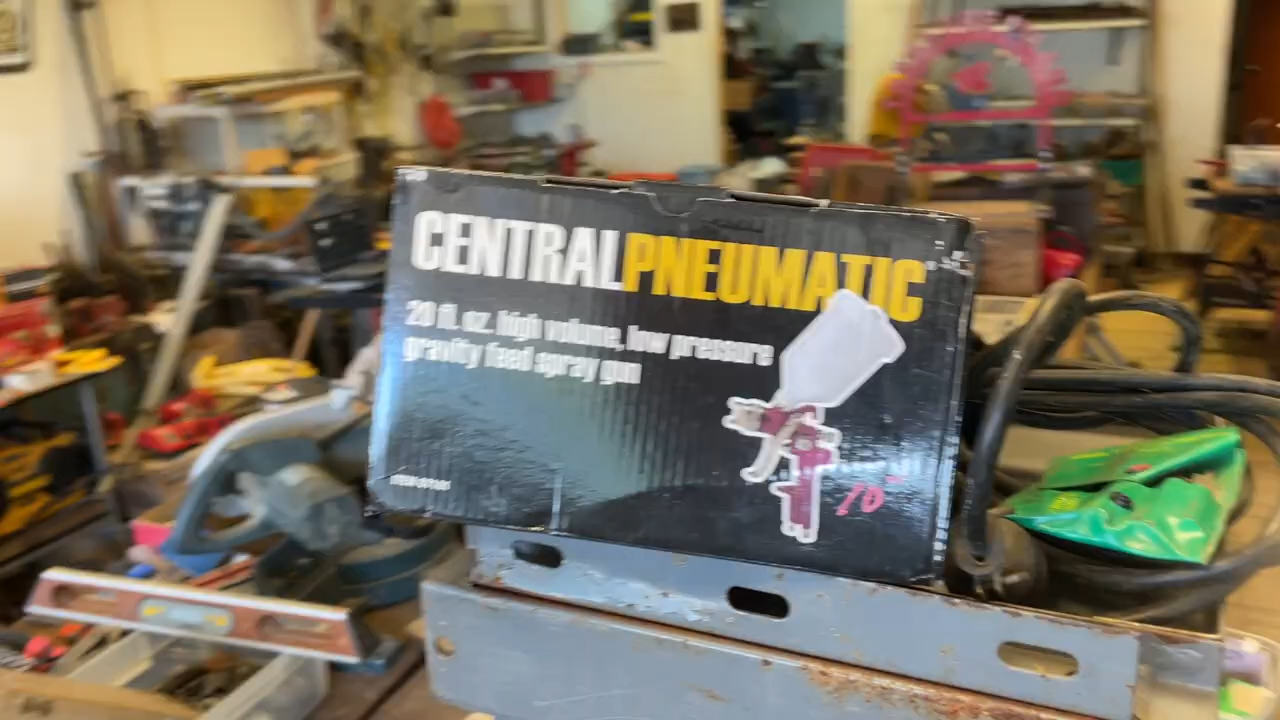 CENTRALPNEUMATIC
20 fl. oz. high volume, low pressure
gravity feed spray gun
10